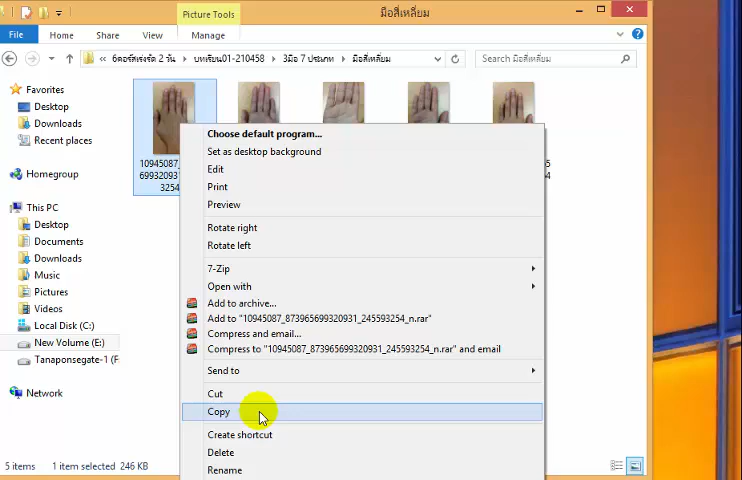 Picture Tools
มือสี่เหลี่ยม
File
Home
Share
View
Manage
6คอร์สเร่งรัด 2 วัน
บทเรียน01-210458
3มือ 7 ประเภท
มือสี่เหลี่ยม
Search มือสี่เหลี่ยม
Favorites
Desktop
Downloads
Recent places
Homegroup
This PC
Desktop
Documents
Downloads
Music
Pictures
Videos
Local Disk (C:)
New Volume (E:)
Tanaponsegate-1 (F
Network
10945087_
69932093
3254
Choose default program...
Set as desktop background
Edit
Print
Preview
Rotate right
Rotate left
7-Zip
Open with
Add to archive...
Add to "10945087_873965699320931_245593254_n.rar"
Compress and email...
Compress to "10945087_873965699320931_245593254_n.rar" and email
Send to
Cut
Copy
Create shortcut
Delete
Rename
5 items
1 item selected
246 KB